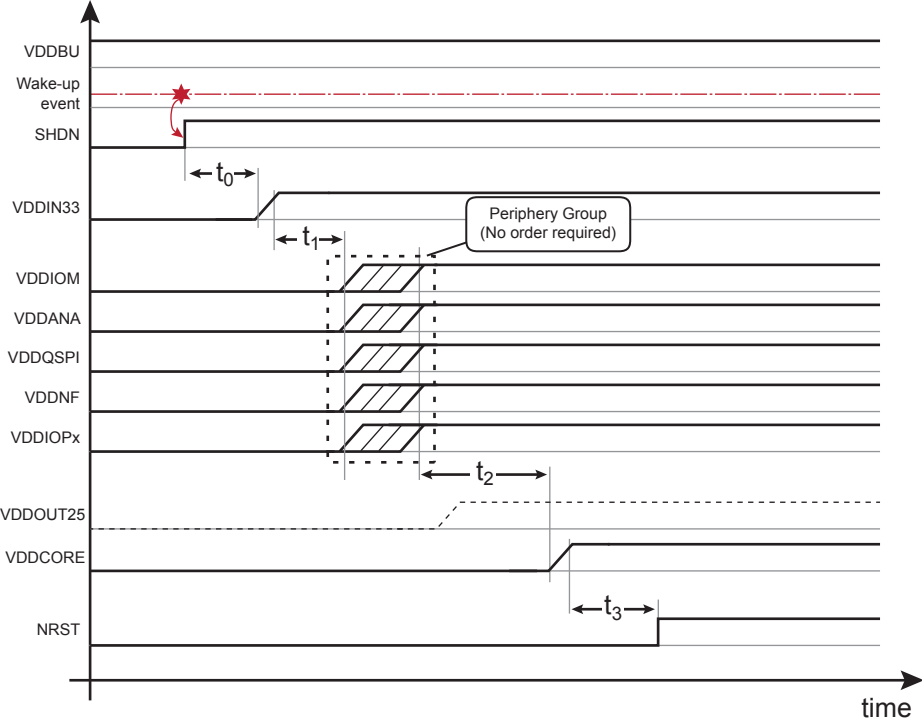 VDDBU
Wake-up
event
SHDN
t0
VDDIN33
Periphery Group
(No order required)
t1
VDDIOM
VDDANA
VDDQSPI
VDDNF
VDDIOPx
t2
VDDOUT25
VDDCORE
t3
NRST
time